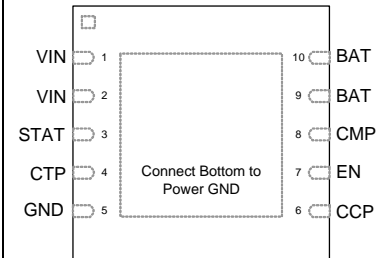 VIN 1 10 BAT
VIN 2 9 BAT
STAT 3 8 CMP
CTP 4 Connect Bottom to Power GND 7 EN
GND 5 6 CCP